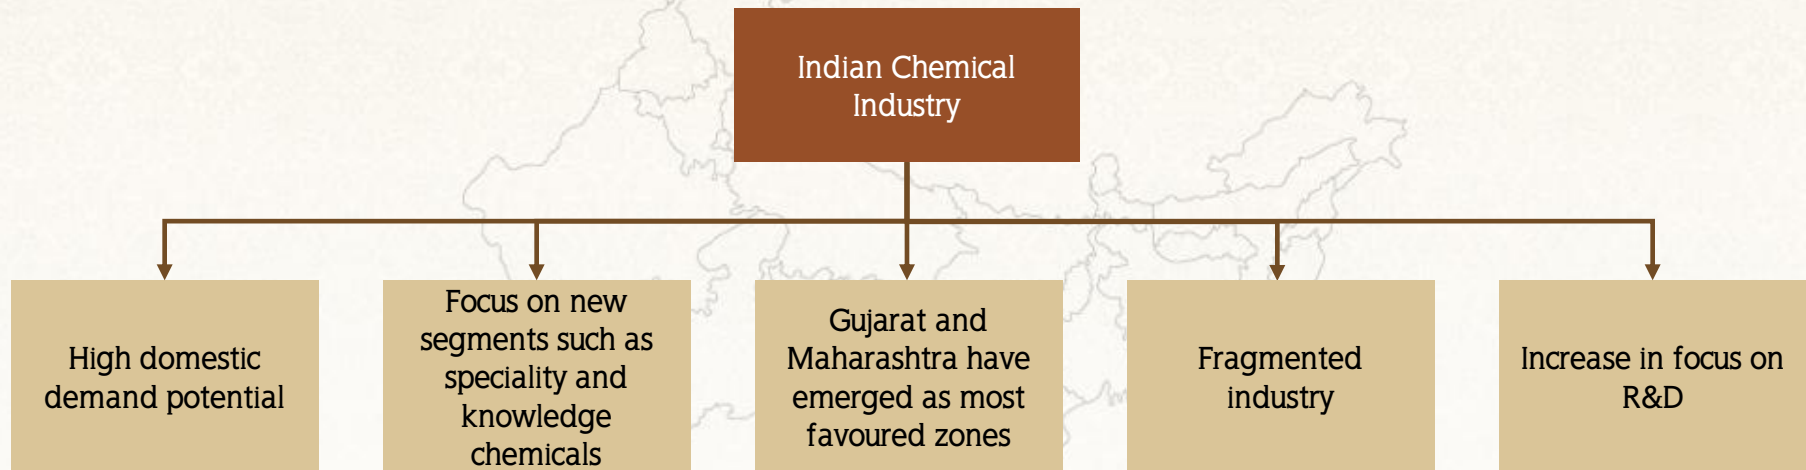 Indian Chemical
Industry
High domestic
demand potential
Focus on new
segments such as
speciality and
knowledge
chemicals
Gujarat and
Maharashtra have
emerged as most
favoured zones
Fragmented
industry
Increase in focus on
R&D